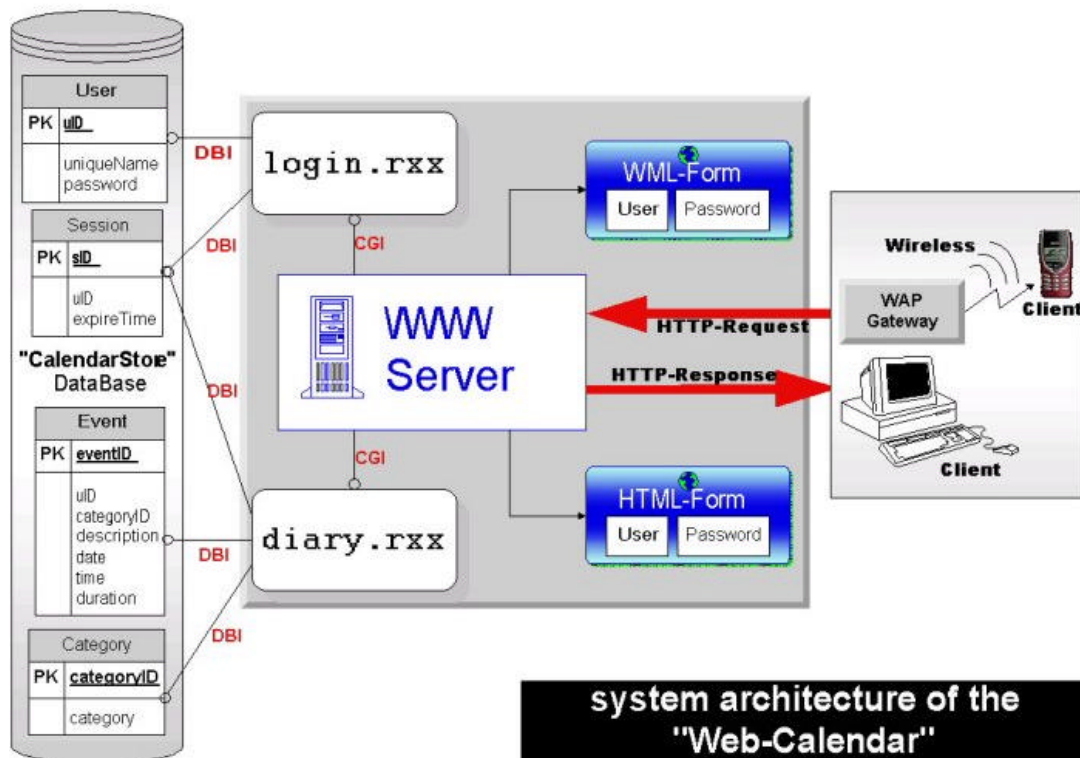 User
PK uID
uniqueName
password
Session
PK sID
uID
expireTime
"CalendarStoe"
DataBase
Event
PK eventID
uID
categoryID
description
date
time
duration
Category
PK categoryID
category
DBI
DBI
DBI
DBI
DBI
login.rxx
CGI
WWW
Server
CGI
diary.rxx
WML-Form
User Password
HTTP-Request
HTTP-Response
HTML-Form
User Password
Wireless
WAP
Gateway
Client
Client
system architecture of the
"Web-Calendar"